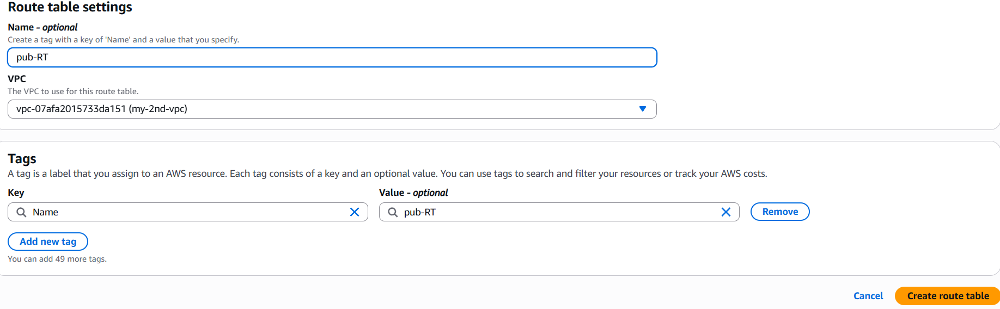 Route table settings
Name - optional
Create a tag with a key of 'Name' and a value that you specify.
pub-RT
VPC
The VPC to use for this route table.
vpc-07afa2015733da151 (my-2nd-vpc)
Tags
A tag is a label that you assign to an AWS resource. Each tag consists of a key and an optional value. You can use tags to search and filter your resources or track your AWS costs.
Key Value - optional
Name pub-RT Remove
Add new tag
You can add 49 more tags.
Cancel Create route table